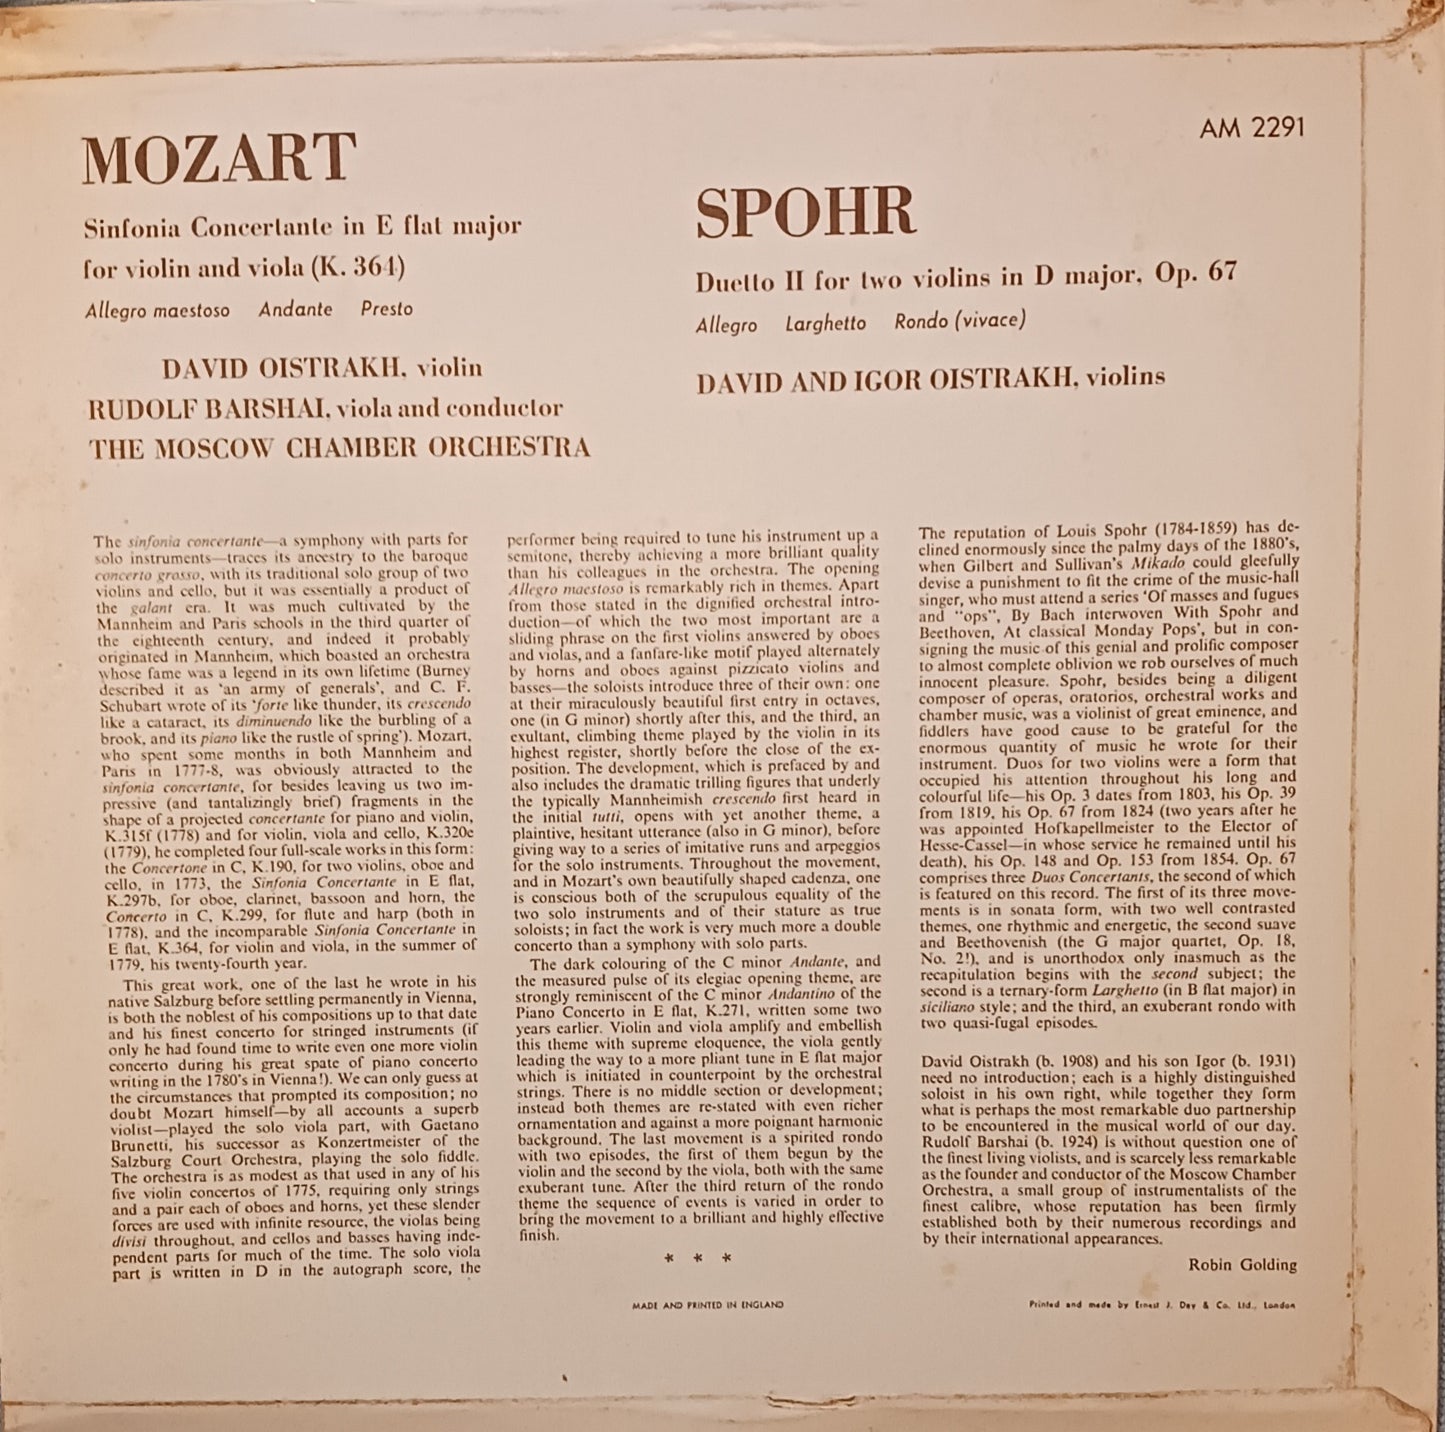 AM 2291
MOZART
Sinfonia Concertante in E flat major
for violin and viola (K. 364)
Allegro maestoso Andante Presto
DAVID OISTRAKH, violin
RUDOLF BARSHAI, viola and conductor
THE MOSCOW CHAMBER ORCHESTRA
SPOHR
Duetto II for two violins in D major, Op. 67
Allegro Larghetto Rondo (vivace)
DAVID AND IGOR OISTRAKH, violins
The sinfonia concertante—a symphony with parts for
solo instruments—traces its ancestry to the baroque
concerto grosso, with its traditional solo group of two
violins and cello, but it was essentially a product of
the galant era. It was much cultivated by the
Mannheim and Paris schools in the third quarter of
the eighteenth century, and indeed it probably
originated in Mannheim, which boasted an orchestra
whose fame was a legend in its own lifetime (Burney
described it as 'an army of generals', and C. F.
Schubart wrote of its 'forte like thunder, its crescendo
like a cataract, its diminuendo like the burbling of a
brook, and its piano like the rustle of spring'). Mozart,
who spent some months in both Mannheim and
Paris in 1777-8, was obviously attracted to the
sinfonia concertante, for besides leaving us two im-
pressive (and tantalizingly brief) fragments in the
shape of a projected concertante for piano and violin,
K.315f (1778) and for violin, viola and cello, K.320e
(1779), he completed four full-scale works in this form:
the Concertone in C, K.190, for two violins, oboe and
cello, in 1773, the Sinfonia Concertante in E flat,
K.297b, for oboe, clarinet, bassoon and horn, the
Concerto in C, K.299, for flute and harp (both in
1778), and the incomparable Sinfonia Concertante in
E flat, K.364, for violin and viola, in the summer of
1779, his twenty-fourth year.
This great work, one of the last he wrote in his
native Salzburg before settling permanently in Vienna,
is both the noblest of his compositions up to that date
and his finest concerto for stringed instruments (if
only he had found time to write even one more violin
concerto during his great spate of piano concerto
writing in the 1780's in Vienna!). We can only guess at
the circumstances that prompted its composition; no
doubt Mozart himself—by all accounts a superb
violist—played the solo viola part, with Gaetano
Brunetti, his successor as Konzertmeister of the
Salzburg Court Orchestra, playing the solo fiddle.
The orchestra is as modest as that used in any of his
five violin concertos of 1775, requiring only strings
and a pair each of oboes and horns, yet these slender
forces are used with infinite resource, the violas being
divisi throughout, and cellos and basses having inde-
pendent parts for much of the time. The solo viola
part is written in D in the autograph score, the
performer being required to tune his instrument up a
semitone, thereby achieving a more brilliant quality
than his colleagues in the orchestra. The opening
Allegro maestoso is remarkably rich in themes. Apart
from those stated in the dignified orchestral intro-
duction—of which the two most important are a
sliding phrase on the first violins answered by oboes
and violas, and a fanfare-like motif played alternately
by horns and oboes against pizzicato violins and
basses—the soloists introduce three of their own: one
at their miraculously beautiful first entry in octaves,
one (in G minor) shortly after this, and the third, an
exultant, climbing theme played by the violin in its
highest register, shortly before the close of the ex-
position. The development, which is prefaced by and
also includes the dramatic trilling figures that underly
the typically Mannheimish crescendo first heard in
the initial tutti, opens with yet another theme, a
plaintive, hesitant utterance (also in G minor), before
giving way to a series of imitative runs and arpeggios
for the solo instruments. Throughout the movement,
and in Mozart's own beautifully shaped cadenza, one
is conscious both of the scrupulous equality of the
two solo instruments and of their stature as true
soloists; in fact the work is very much more a double
concerto than a symphony with solo parts.
The dark colouring of the C minor Andante, and
the measured pulse of its elegiac opening theme, are
strongly reminiscent of the C minor Andantino of the
Piano Concerto in E flat, K.271, written some two
years earlier. Violin and viola amplify and embellish
this theme with supreme eloquence, the viola gently
leading the way to a more pliant tune in E flat major
which is initiated in counterpoint by the orchestral
strings. There is no middle section or development;
instead both themes are re-stated with even richer
ornamentation and against a more poignant harmonic
background. The last movement is a spirited rondo
with two episodes, the first of them begun by the
violin and the second by the viola, both with the same
exuberant tune. After the third return of the rondo
theme the sequence of events is varied in order to
bring the movement to a brilliant and highly effective
finish.
* * *
The reputation of Louis Spohr (1784-1859) has de-
clined enormously since the palmy days of the 1880's,
when Gilbert and Sullivan's Mikado could gleefully
devise a punishment to fit the crime of the music-hall
singer, who must attend a series 'Of masses and fugues
and "ops", By Bach interwoven With Spohr and
Beethoven, At classical Monday Pops', but in con-
signing the music of this genial and prolific composer
to almost complete oblivion we rob ourselves of much
innocent pleasure. Spohr, besides being a diligent
composer of operas, oratorios, orchestral works and
chamber music, was a violinist of great eminence, and
fiddlers have good cause to be grateful for the
enormous quantity of music he wrote for their
instrument. Duos for two violins were a form that
occupied his attention throughout his long and
colourful life—his Op. 3 dates from 1803, his Op. 39
from 1819, his Op. 67 from 1824 (two years after he
was appointed Hofkapellmeister to the Elector of
Hesse-Cassel—in whose service he remained until his
death), his Op. 148 and Op. 153 from 1854. Op. 67
comprises three Duos Concertants, the second of which
is featured on this record. The first of its three move-
ments is in sonata form, with two well contrasted
themes, one rhythmic and energetic, the second suave
and Beethovenish (the G major quartet, Op. 18,
No. 2!), and is unorthodox only inasmuch as the
recapitulation begins with the second subject; the
second is a ternary-form Larghetto (in B flat major) in
siciliano style; and the third, an exuberant rondo with
two quasi-fugal episodes.
David Oistrakh (b. 1908) and his son Igor (b. 1931)
need no introduction; each is a highly distinguished
soloist in his own right, while together they form
what is perhaps the most remarkable duo partnership
to be encountered in the musical world of our day.
Rudolf Barshai (b. 1924) is without question one of
the finest living violists, and is scarcely less remarkable
as the founder and conductor of the Moscow Chamber
Orchestra, a small group of instrumentalists of the
finest calibre, whose reputation has been firmly
established both by their numerous recordings and
by their international appearances.
Robin Golding
MADE AND PRINTED IN ENGLAND
Printed and made by Ernest J. Day & Co. Ltd., London